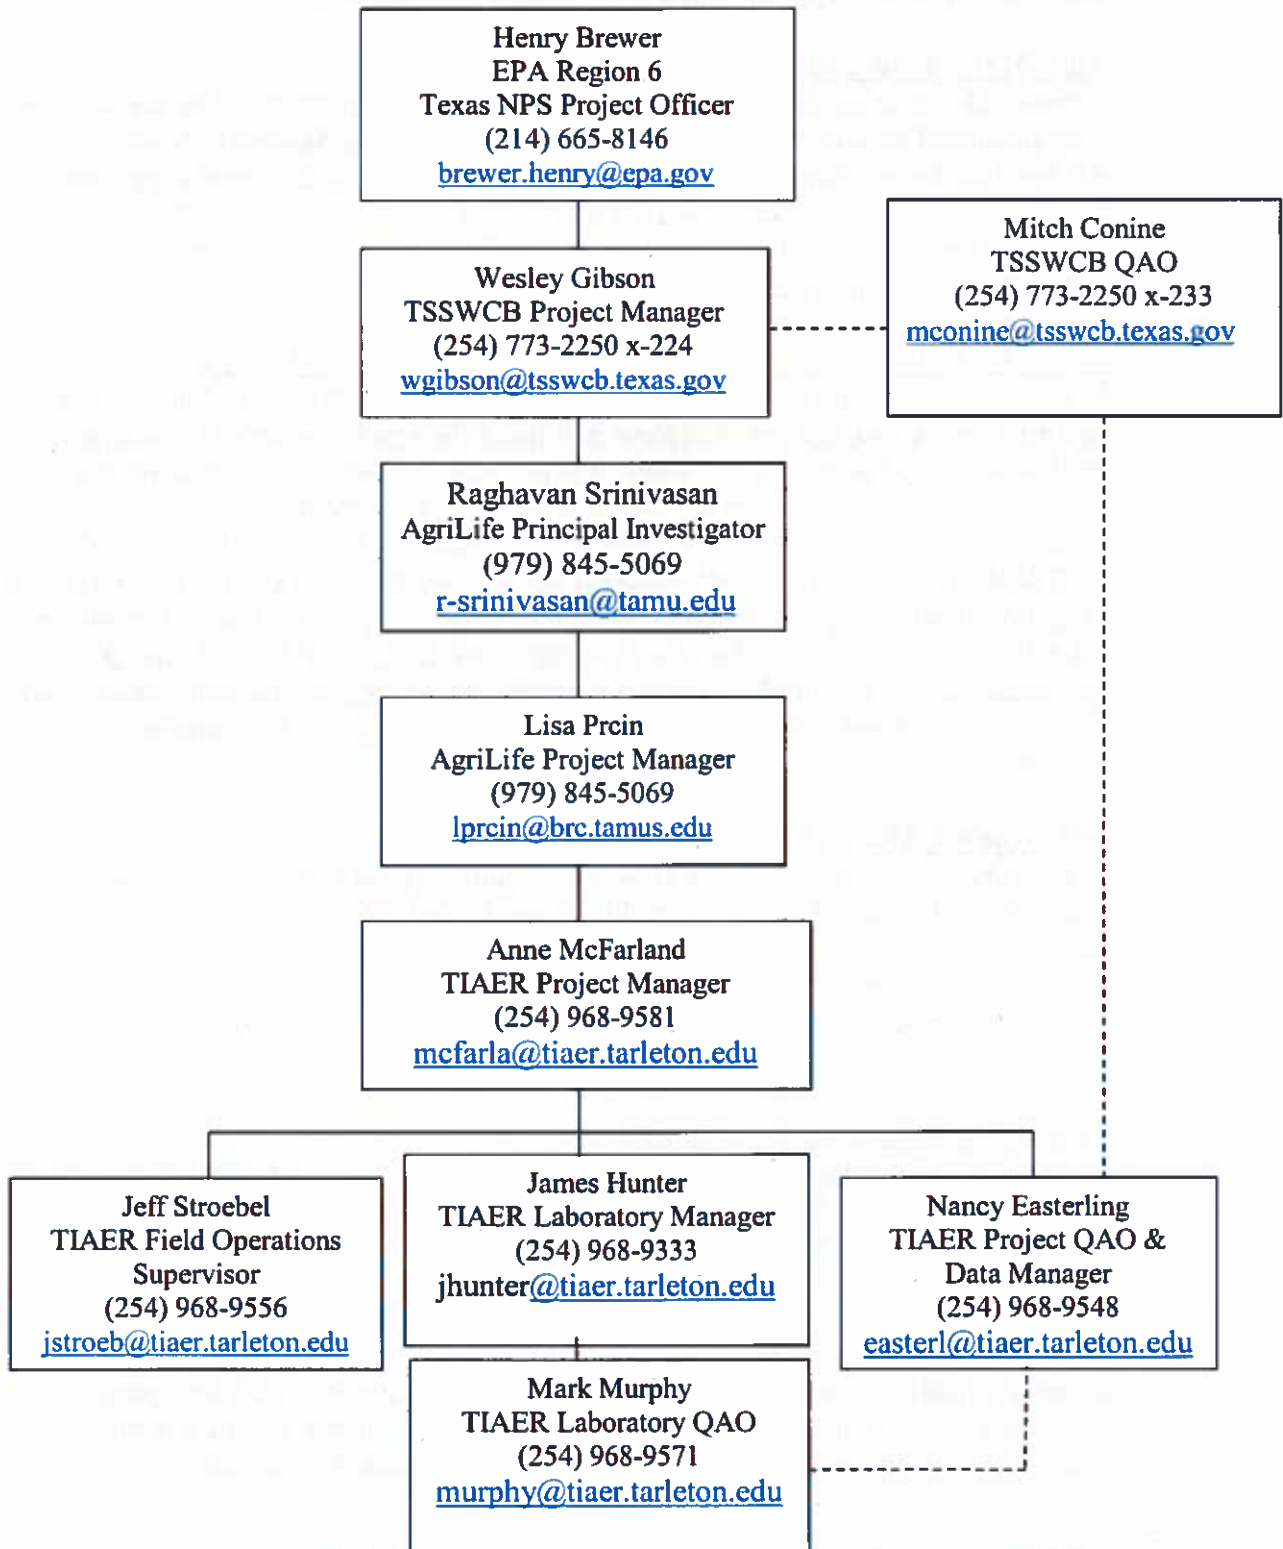 Henry Brewer
EPA Region 6
Texas NPS Project Officer
(214) 665-8146
brewer.henry@epa.gov
Mitch Conine
TSSWCB QAO
(254) 773-2250 x-233
mconine@tsswcb.texas.gov
Wesley Gibson
TSSWCB Project Manager
(254) 773-2250 x-224
wgibson@tsswcb.texas.gov
Raghavan Srinivasan
AgriLife Principal Investigator
(979) 845-5069
r-srinivasan@tamu.edu
Lisa Prcin
AgriLife Project Manager
(979) 845-5069
lprcin@brc.tamus.edu
Anne McFarland
TIAER Project Manager
(254) 968-9581
mcfarla@tiaer.tarleton.edu
Jeff Stroebel
TIAER Field Operations
Supervisor
(254) 968-9556
jstroeb@tiaer.tarleton.edu
James Hunter
TIAER Laboratory Manager
(254) 968-9333
jhunter@tiaer.tarleton.edu
Nancy Easterling
TIAER Project QAO &
Data Manager
(254) 968-9548
easterl@tiaer.tarleton.edu
Mark Murphy
TIAER Laboratory QAO
(254) 968-9571
murphy@tiaer.tarleton.edu